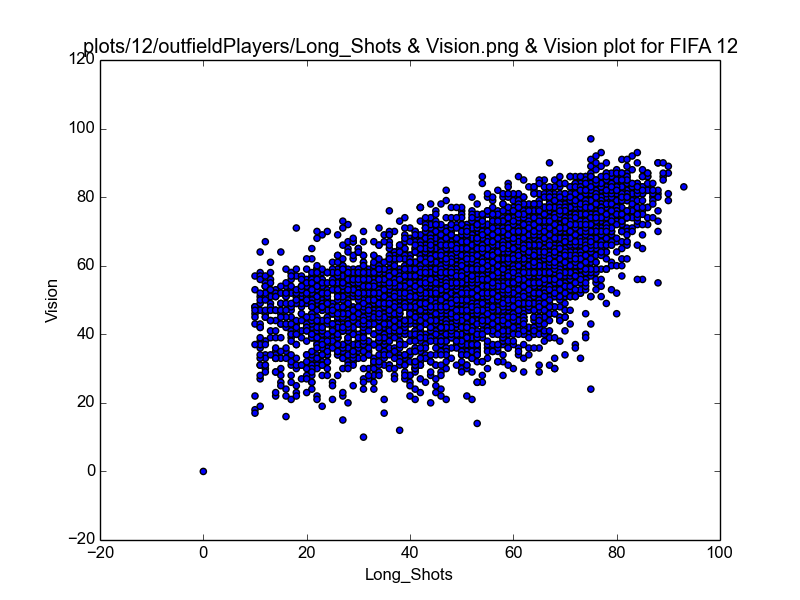 plots/12/outfieldPlayers/Long_Shots & Vision.png & Vision plot for FIFA 12
120
100
80
60
40
20
0
−20
Vision
−20 0 20 40 60 80 100
Long_Shots